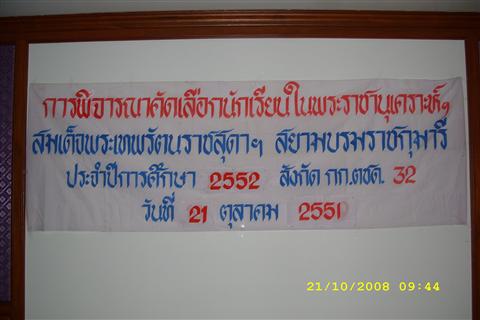 การพิจารณาคัดเลือกนักเรียนในพระราชานุเคราะห์ฯ
สมเด็จพระเทพรัตนราชสุดาฯ สยามบรมราชกุมารี
ประจำปีการศึกษา 2552 สังกัด กก.ตชด. 32
วันที่ 21 ตุลาคม 2551
21/10/2008 09:44